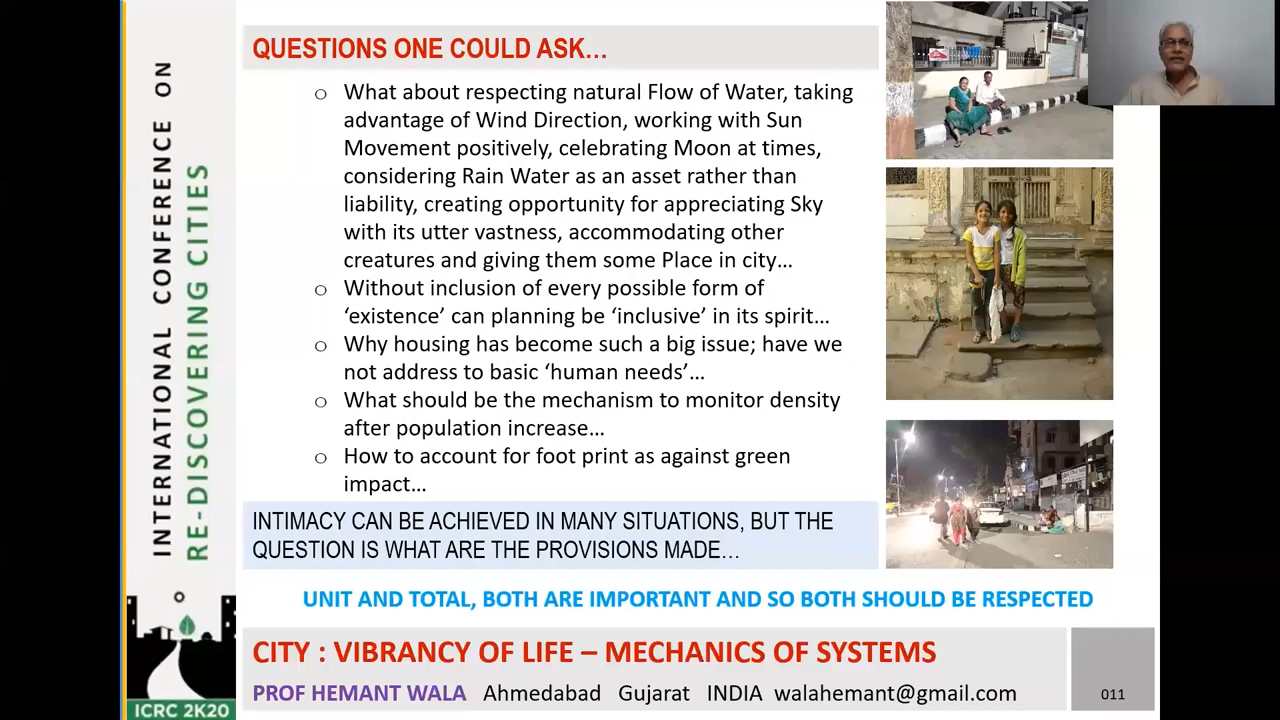 INTERNATIONAL CONFERENCE ON
RE-DISCOVERING CITIES
ICRC 2K20
QUESTIONS ONE COULD ASK…
o What about respecting natural Flow of Water, taking
advantage of Wind Direction, working with Sun
Movement positively, celebrating Moon at times,
considering Rain Water as an asset rather than
liability, creating opportunity for appreciating Sky
with its utter vastness, accommodating other
creatures and giving them some Place in city…
o Without inclusion of every possible form of
‘existence’ can planning be ‘inclusive’ in its spirit…
o Why housing has become such a big issue; have we
not address to basic ‘human needs’…
o What should be the mechanism to monitor density
after population increase…
o How to account for foot print as against green
impact…
INTIMACY CAN BE ACHIEVED IN MANY SITUATIONS, BUT THE
QUESTION IS WHAT ARE THE PROVISIONS MADE…
UNIT AND TOTAL, BOTH ARE IMPORTANT AND SO BOTH SHOULD BE RESPECTED
CITY : VIBRANCY OF LIFE – MECHANICS OF SYSTEMS
PROF HEMANT WALA Ahmedabad Gujarat INDIA walahemant@gmail.com
011